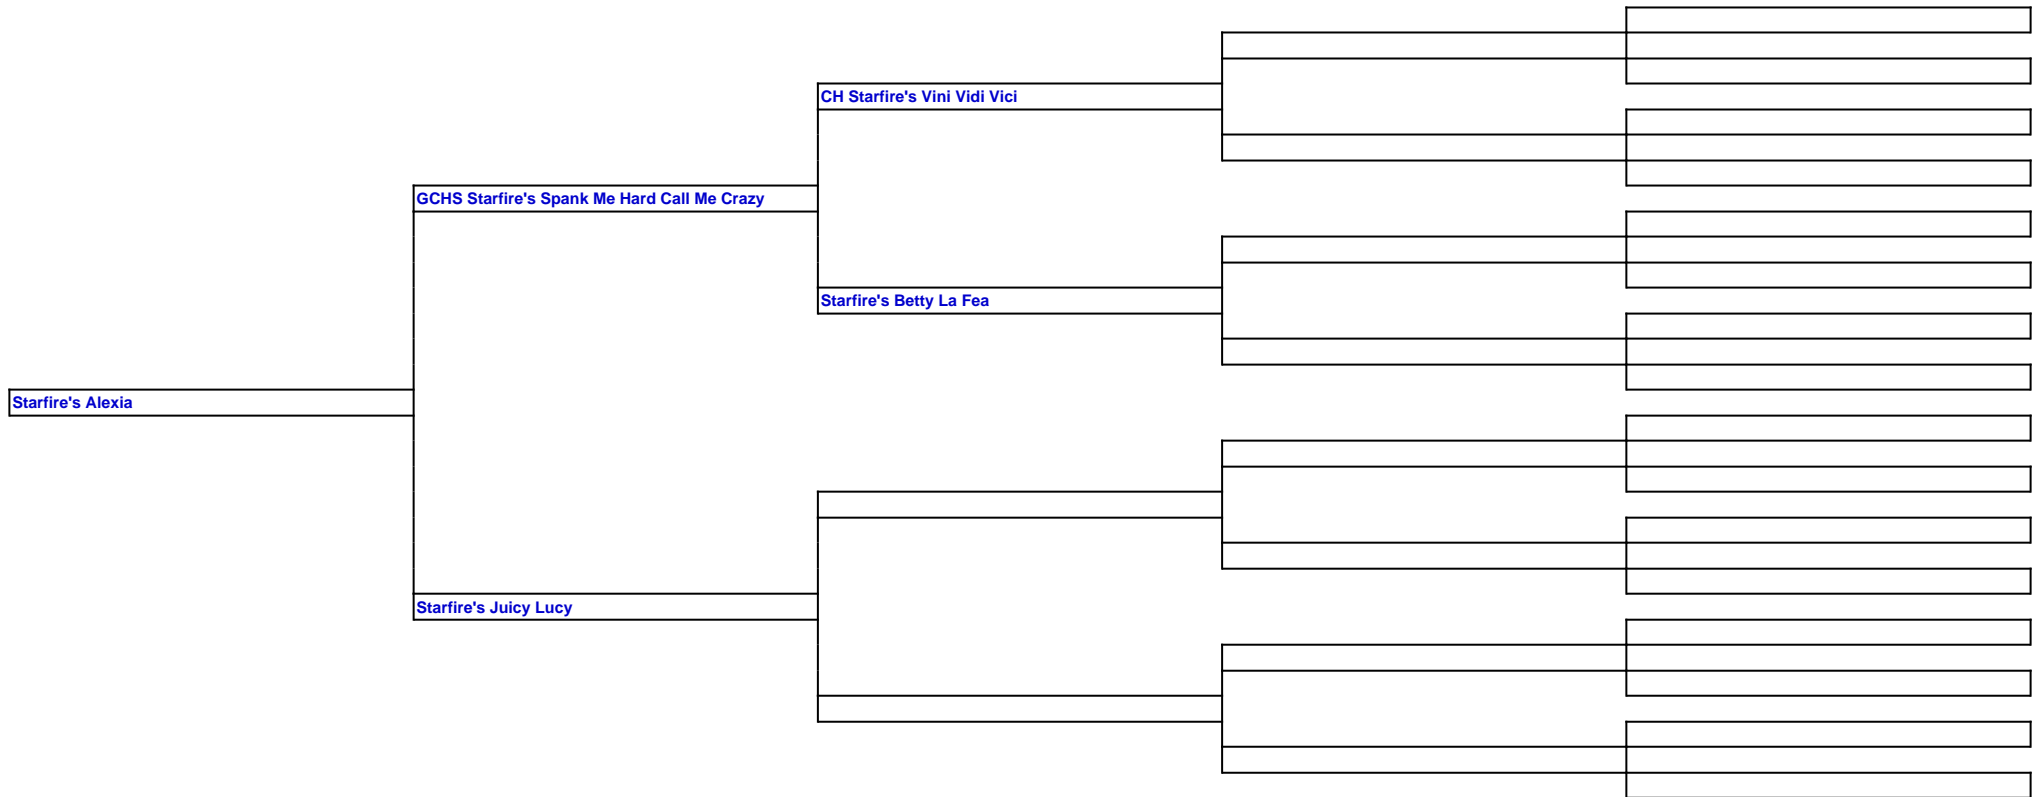 CH Starfire's Vini Vidi Vici
GCHS Starfire's Spank Me Hard Call Me Crazy
Starfire's Betty La Fea
Starfire's Alexia
Starfire's Juicy Lucy